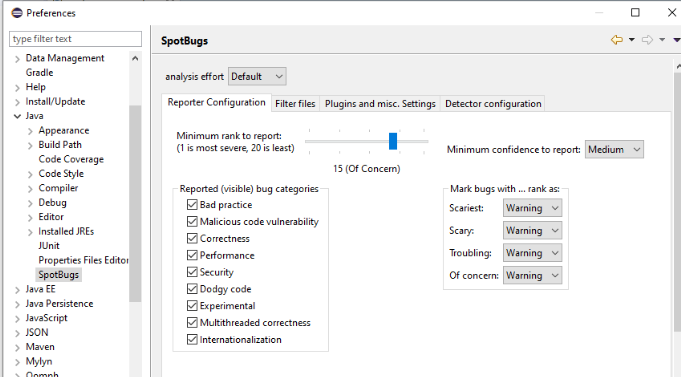 Preferences
type filter text
Data Management
Gradle
Help
Install/Update
Java
Appearance
Build Path
Code Coverage
Code Style
Compiler
Debug
Editor
Installed JREs
JUnit
Properties Files Editor
SpotBugs
Java EE
Java Persistence
JavaScript
JSON
Maven
Mylyn
Oomph
SpotBugs
analysis effort Default
Reporter Configuration Filter files Plugins and misc. Settings Detector configuration
Minimum rank to report:
(1 is most severe, 20 is least)
15 (Of Concern)
Minimum confidence to report: Medium
Reported (visible) bug categories
Bad practice
Malicious code vulnerability
Correctness
Performance
Security
Dodgy code
Experimental
Multithreaded correctness
Internationalization
Mark bugs with ... rank as:
Scariest: Warning
Scary: Warning
Troubling: Warning
Of concern: Warning